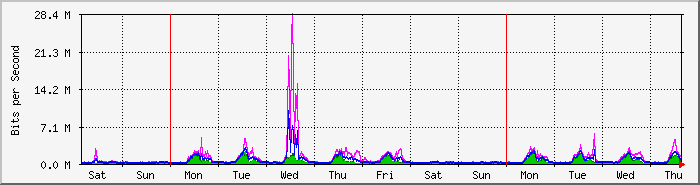 Bits per Second
28.4 M
21.3 M
14.2 M
7.1 M
0.0 M
Sat Sun Mon Tue Wed Thu Fri Sat Sun Mon Tue Wed Thu